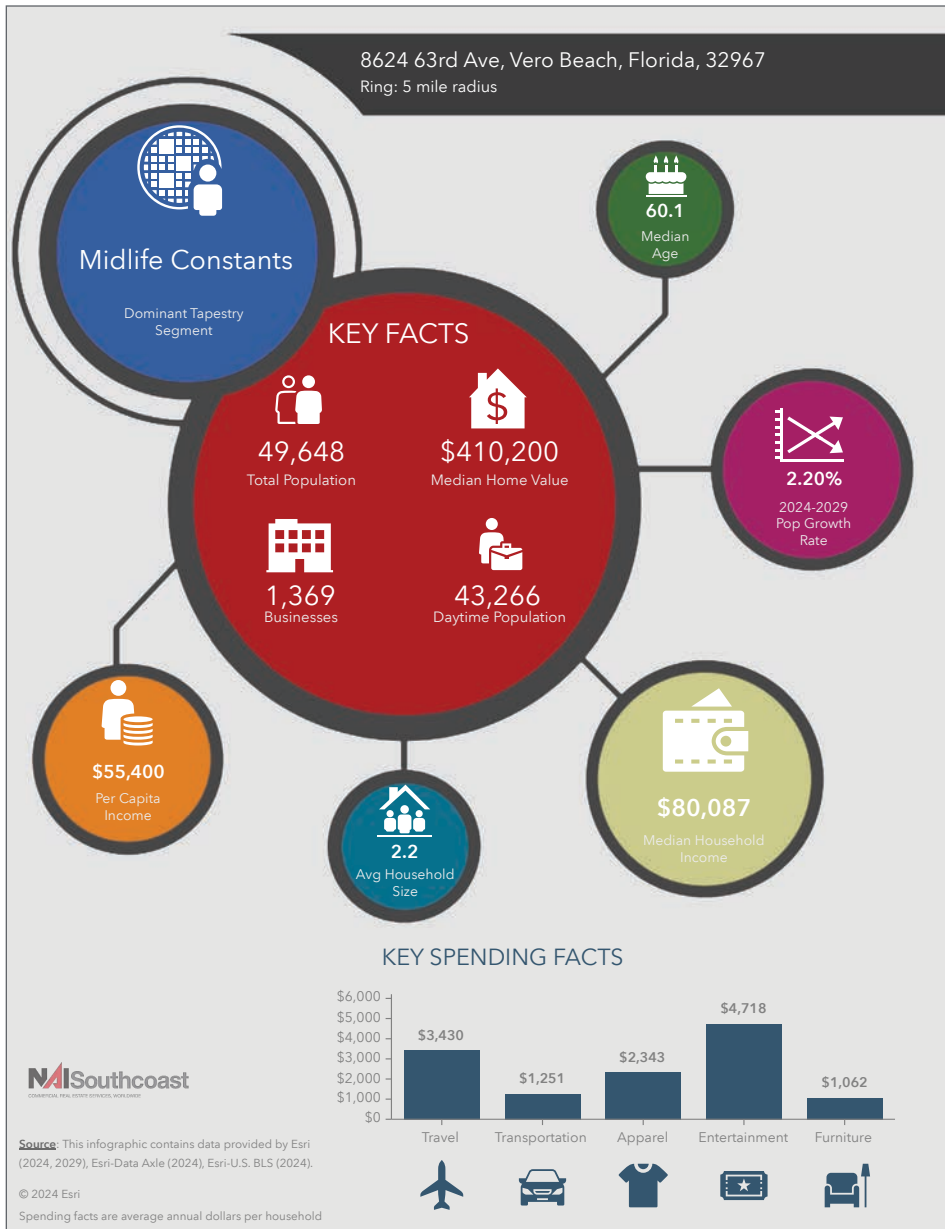 8624 63rd Ave, Vero Beach, Florida, 32967
Ring: 5 mile radius
Midlife Constants
Dominant Tapestry
Segment
60.1
Median
Age
KEY FACTS
49,648
Total Population
$410,200
Median Home Value
1,369
Businesses
43,266
Daytime Population
2.20%
2024-2029
Pop Growth
Rate
$55,400
Per Capita
Income
2.2
Avg Household
Size
$80,087
Median Household
Income
KEY SPENDING FACTS
$6,000
$5,000
$4,000
$3,000
$2,000
$1,000
$0
$3,430
$1,251
$2,343
$4,718
$1,062
Travel
Transportation
Apparel
Entertainment
Furniture
NAISouthcoast
COMMERCIAL REAL ESTATE SERVICES, WORLDWIDE
Source: This infographic contains data provided by Esri
(2024, 2029), Esri-Data Axle (2024), Esri-U.S. BLS (2024).
© 2024 Esri
Spending facts are average annual dollars per household